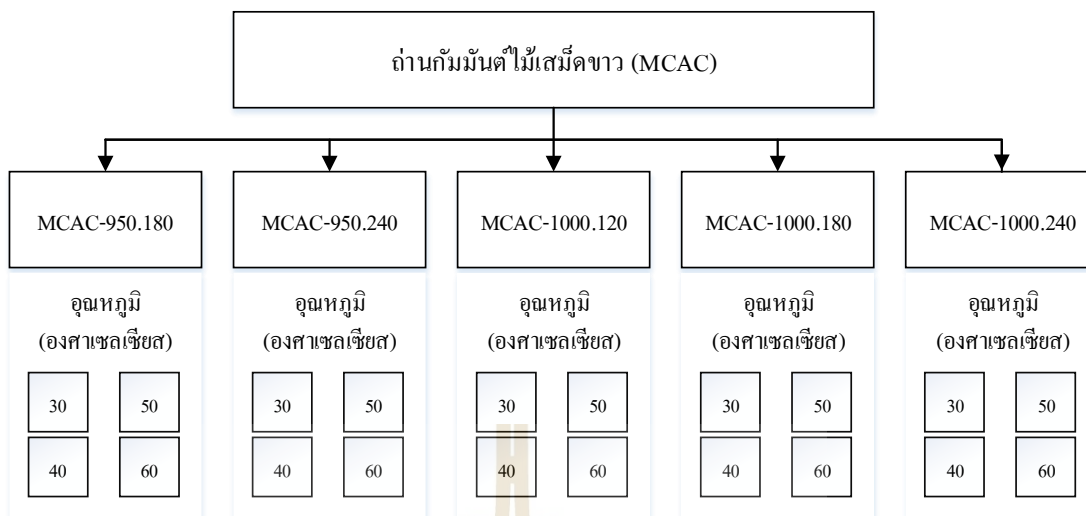 ถ่านกัมมันต์ไม้เสม็ดขาว (MCAC)
MCAC-950.180 MCAC-950.240 MCAC-1000.120 MCAC-1000.180 MCAC-1000.240
อุณหภูมิ อุณหภูมิ อุณหภูมิ อุณหภูมิ อุณหภูมิ
(องศาเซลเซียส) (องศาเซลเซียส) (องศาเซลเซียส) (องศาเซลเซียส) (องศาเซลเซียส)
30 50 30 50 30 50 30 50 30 50
40 60 40 60 40 60 40 60 40 60